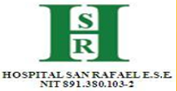 H
S
R
HOSPITAL SAN RAFAEL E.S.E.
NIT 891.380.103-2